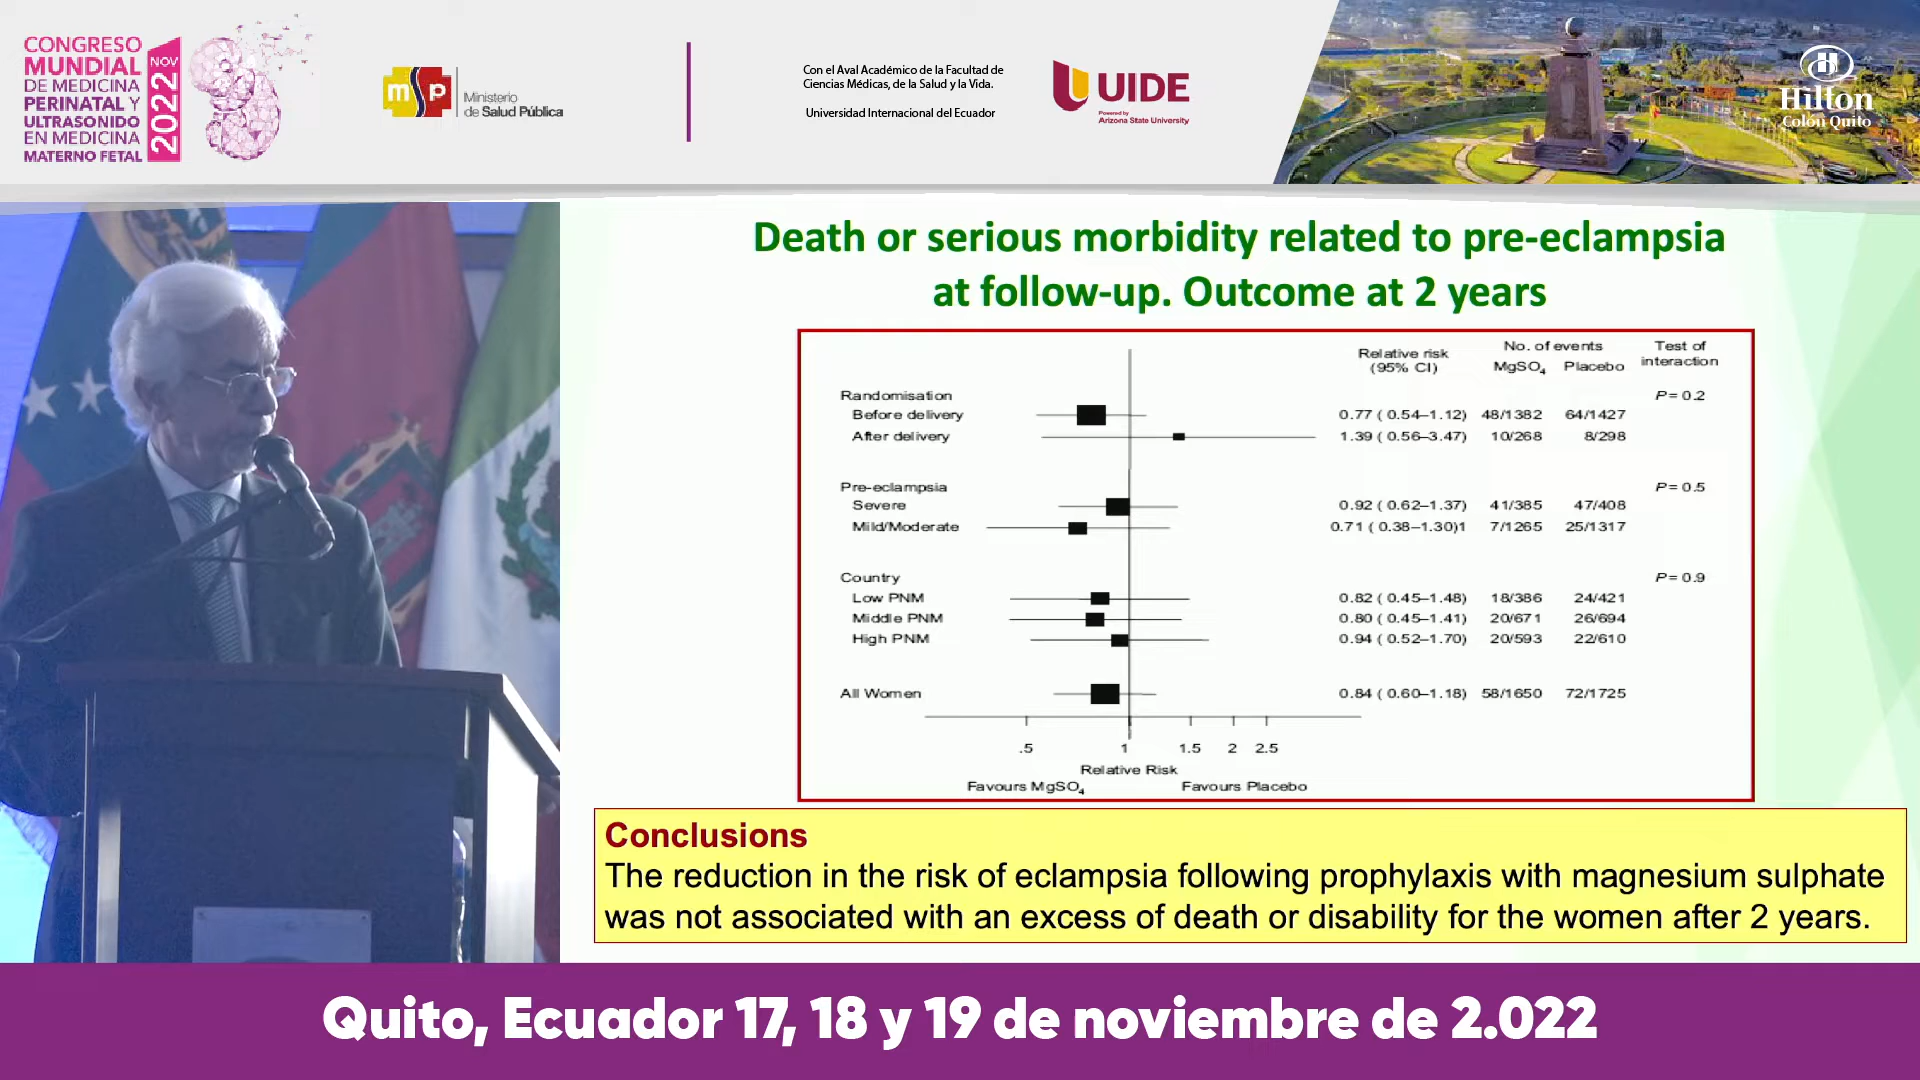 CONGRESO
MUNDIAL
DE MEDICINA
PERINATAL Y
ULTRASONIDO
EN MEDICINA
MATERNO FETAL
NOV
2022
msp
Ministerio
de Salud Pública
Con el Aval Académico de la Facultad de
Ciencias Médicas, de la Salud y la Vida.
Universidad Internacional del Ecuador
UIDE
Powered by
Arizona State University
Hilton
Colón Quito
Death or serious morbidity related to pre-eclampsia
at follow-up. Outcome at 2 years
Relative risk (95% CI) No. of events Test of interaction
MgSO4 Placebo
Randomisation P = 0.2
Before delivery 0.77 ( 0.54–1.12) 48/1382 64/1427
After delivery 1.39 ( 0.56–3.47) 10/268 8/298
Pre-eclampsia P = 0.5
Severe 0.92 ( 0.62–1.37) 41/385 47/408
Mild/Moderate 0.71 ( 0.38–1.30)1 7/1265 25/1317
Country P = 0.9
Low PNM 0.82 ( 0.45–1.48) 18/386 24/421
Middle PNM 0.80 ( 0.45–1.41) 20/671 26/694
High PNM 0.94 ( 0.52–1.70) 20/593 22/610
All Women 0.84 ( 0.60–1.18) 58/1650 72/1725
.5 1 1.5 2 2.5
Relative Risk
Favours MgSO4 Favours Placebo
Conclusions
The reduction in the risk of eclampsia following prophylaxis with magnesium sulphate
was not associated with an excess of death or disability for the women after 2 years.
Quito, Ecuador 17, 18 y 19 de noviembre de 2.022